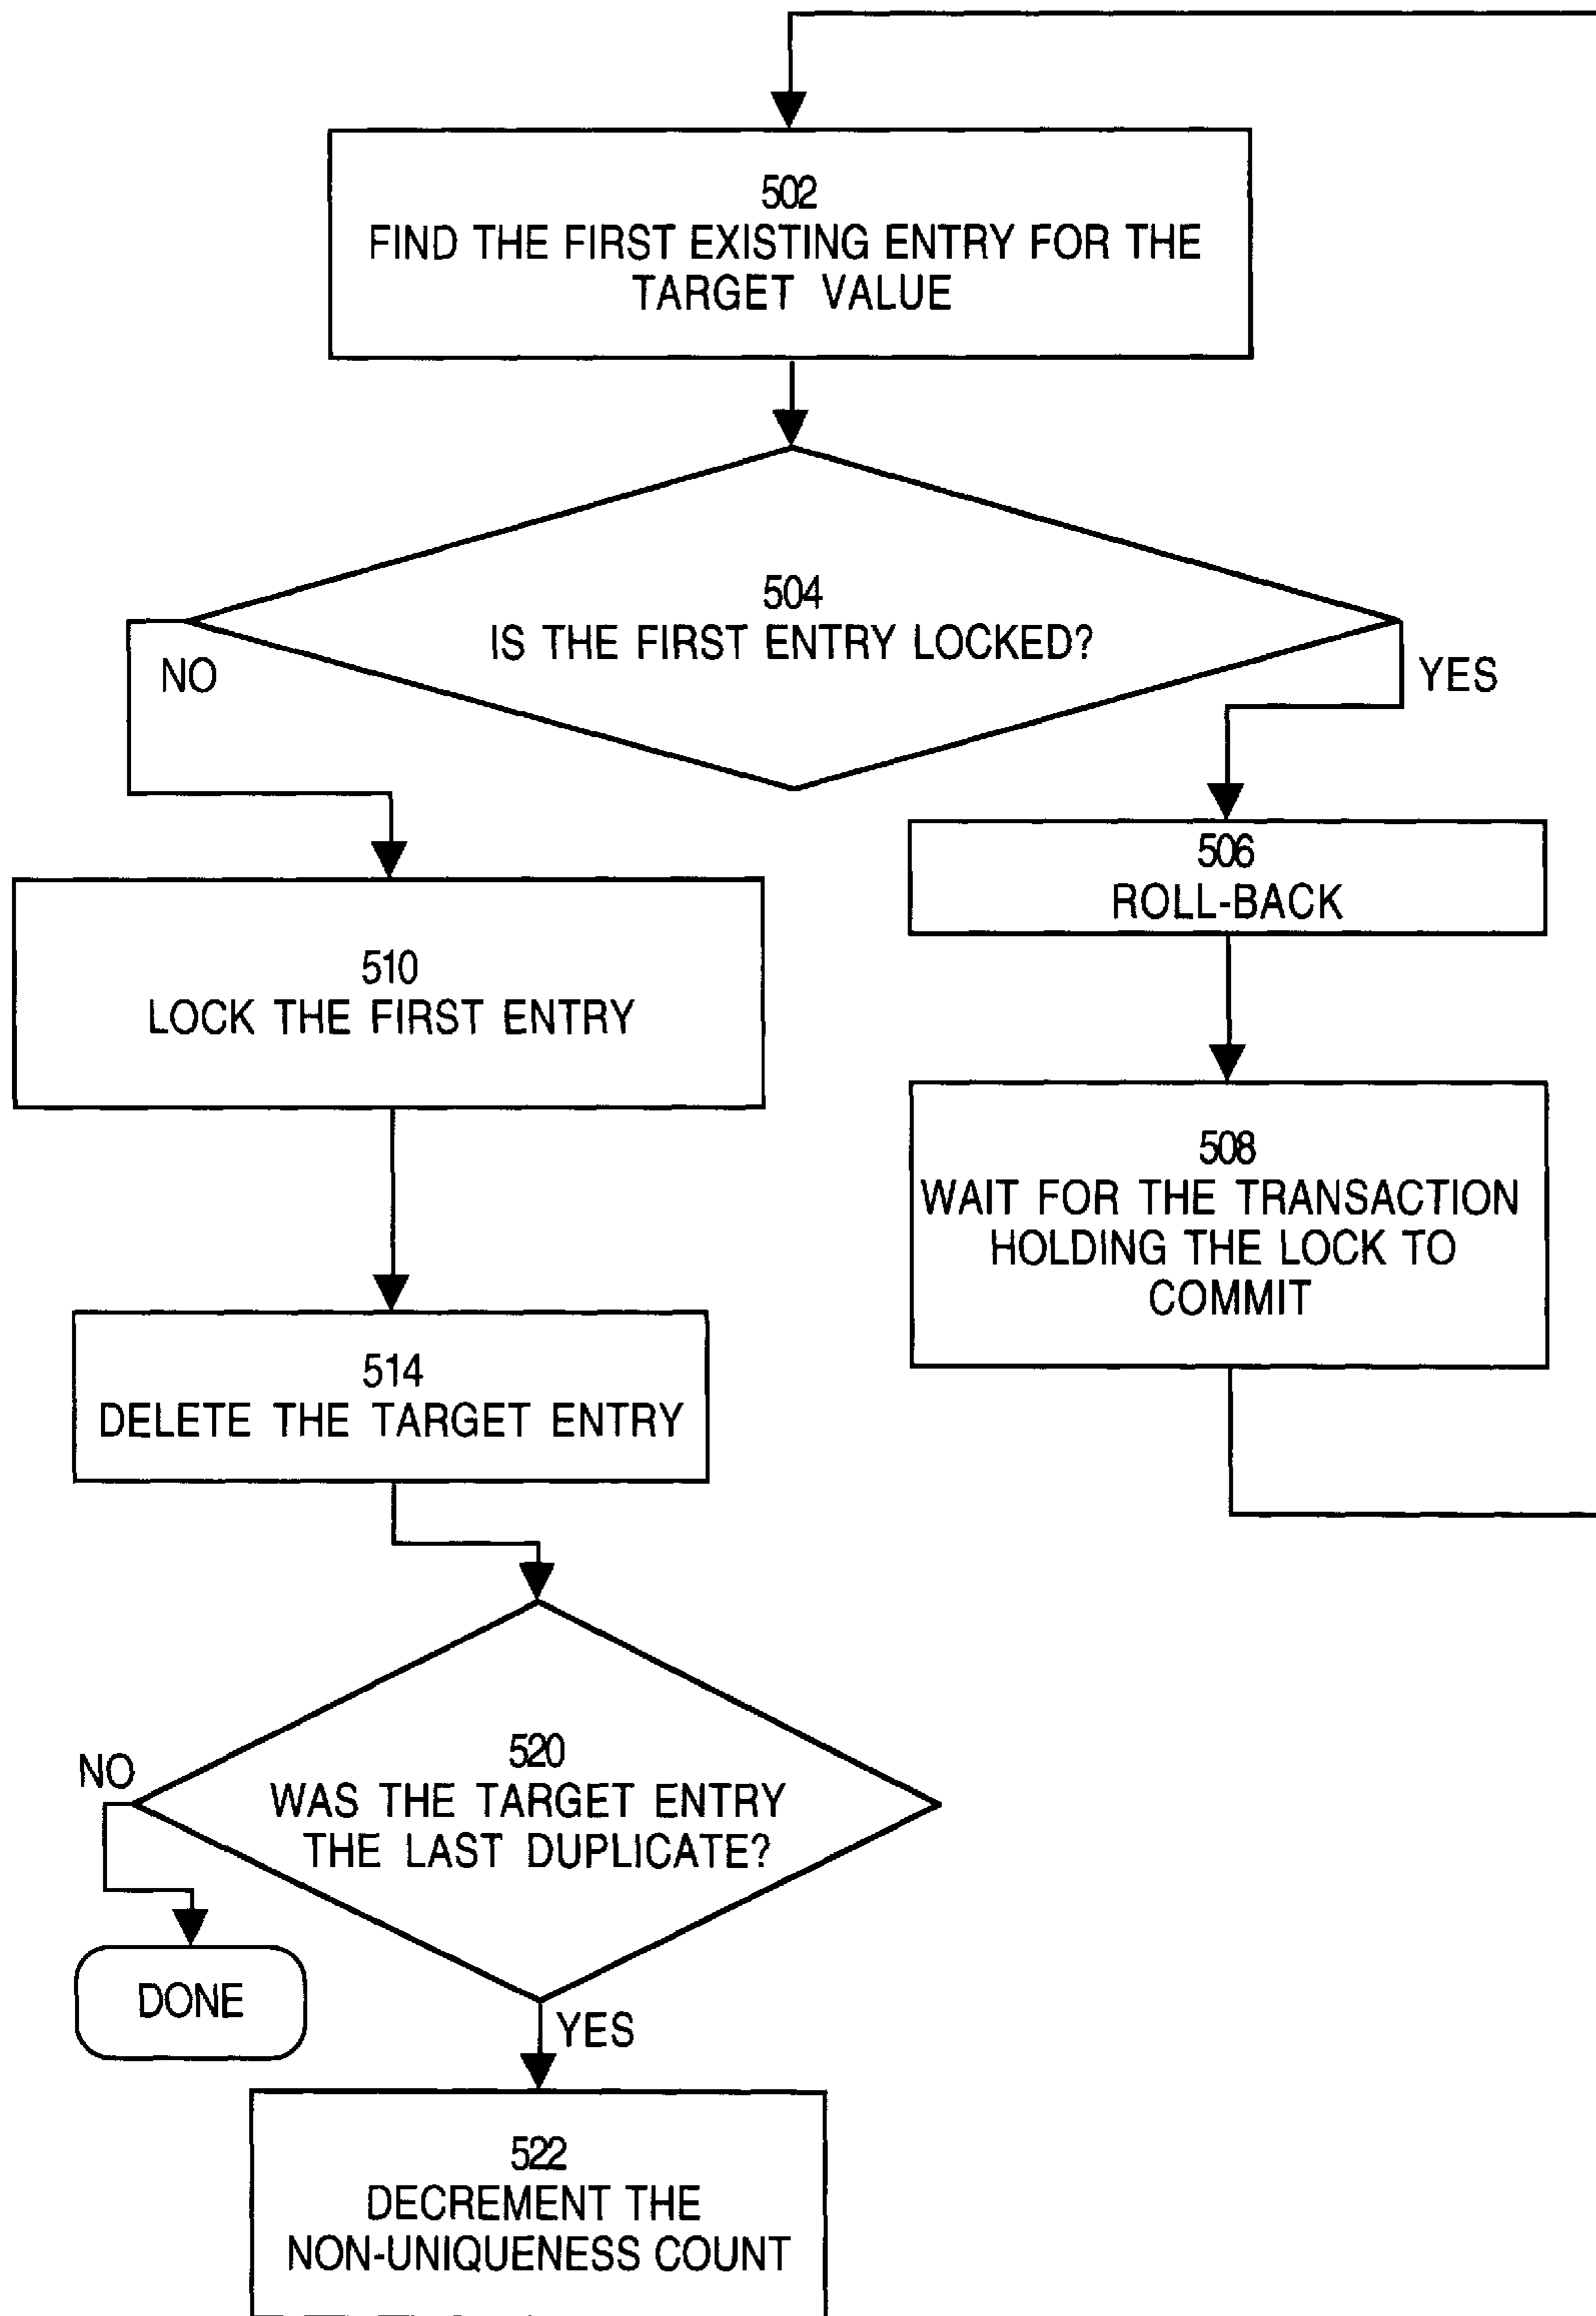 502
FIND THE FIRST EXISTING ENTRY FOR THE
TARGET VALUE
504
IS THE FIRST ENTRY LOCKED?
NO
YES
506
ROLL-BACK
510
LOCK THE FIRST ENTRY
508
WAIT FOR THE TRANSACTION
HOLDING THE LOCK TO
COMMIT
514
DELETE THE TARGET ENTRY
520
WAS THE TARGET ENTRY
THE LAST DUPLICATE?
NO
DONE
YES
522
DECREMENT THE
NON-UNIQUENESS COUNT